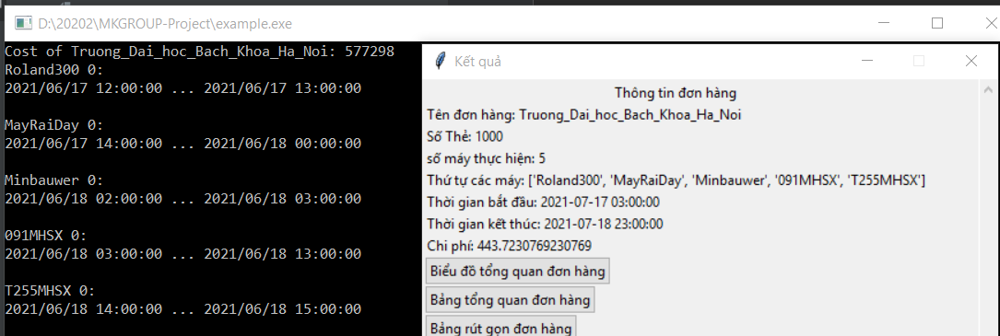 D:\20202\MKGROUP-Project\example.exe
Cost of Truong_Dai_hoc_Bach_Khoa_Ha_Noi: 577298
Roland300 0:
2021/06/17 12:00:00 ... 2021/06/17 13:00:00
MayRaiDay 0:
2021/06/17 14:00:00 ... 2021/06/18 00:00:00
Minbauwer 0:
2021/06/18 02:00:00 ... 2021/06/18 03:00:00
091MHSX 0:
2021/06/18 03:00:00 ... 2021/06/18 13:00:00
T255MHSX 0:
2021/06/18 14:00:00 ... 2021/06/18 15:00:00
Kết quả
Thông tin đơn hàng
Tên đơn hàng: Truong_Dai_hoc_Bach_Khoa_Ha_Noi
Số Thẻ: 1000
số máy thực hiện: 5
Thứ tự các máy: ['Roland300', 'MayRaiDay', 'Minbauwer', '091MHSX', 'T255MHSX']
Thời gian bắt đầu: 2021-07-17 03:00:00
Thời gian kết thúc: 2021-07-18 23:00:00
Chi phí: 443.7230769230769
Biểu đồ tổng quan đơn hàng
Bảng tổng quan đơn hàng
Bảng rút gọn đơn hàng